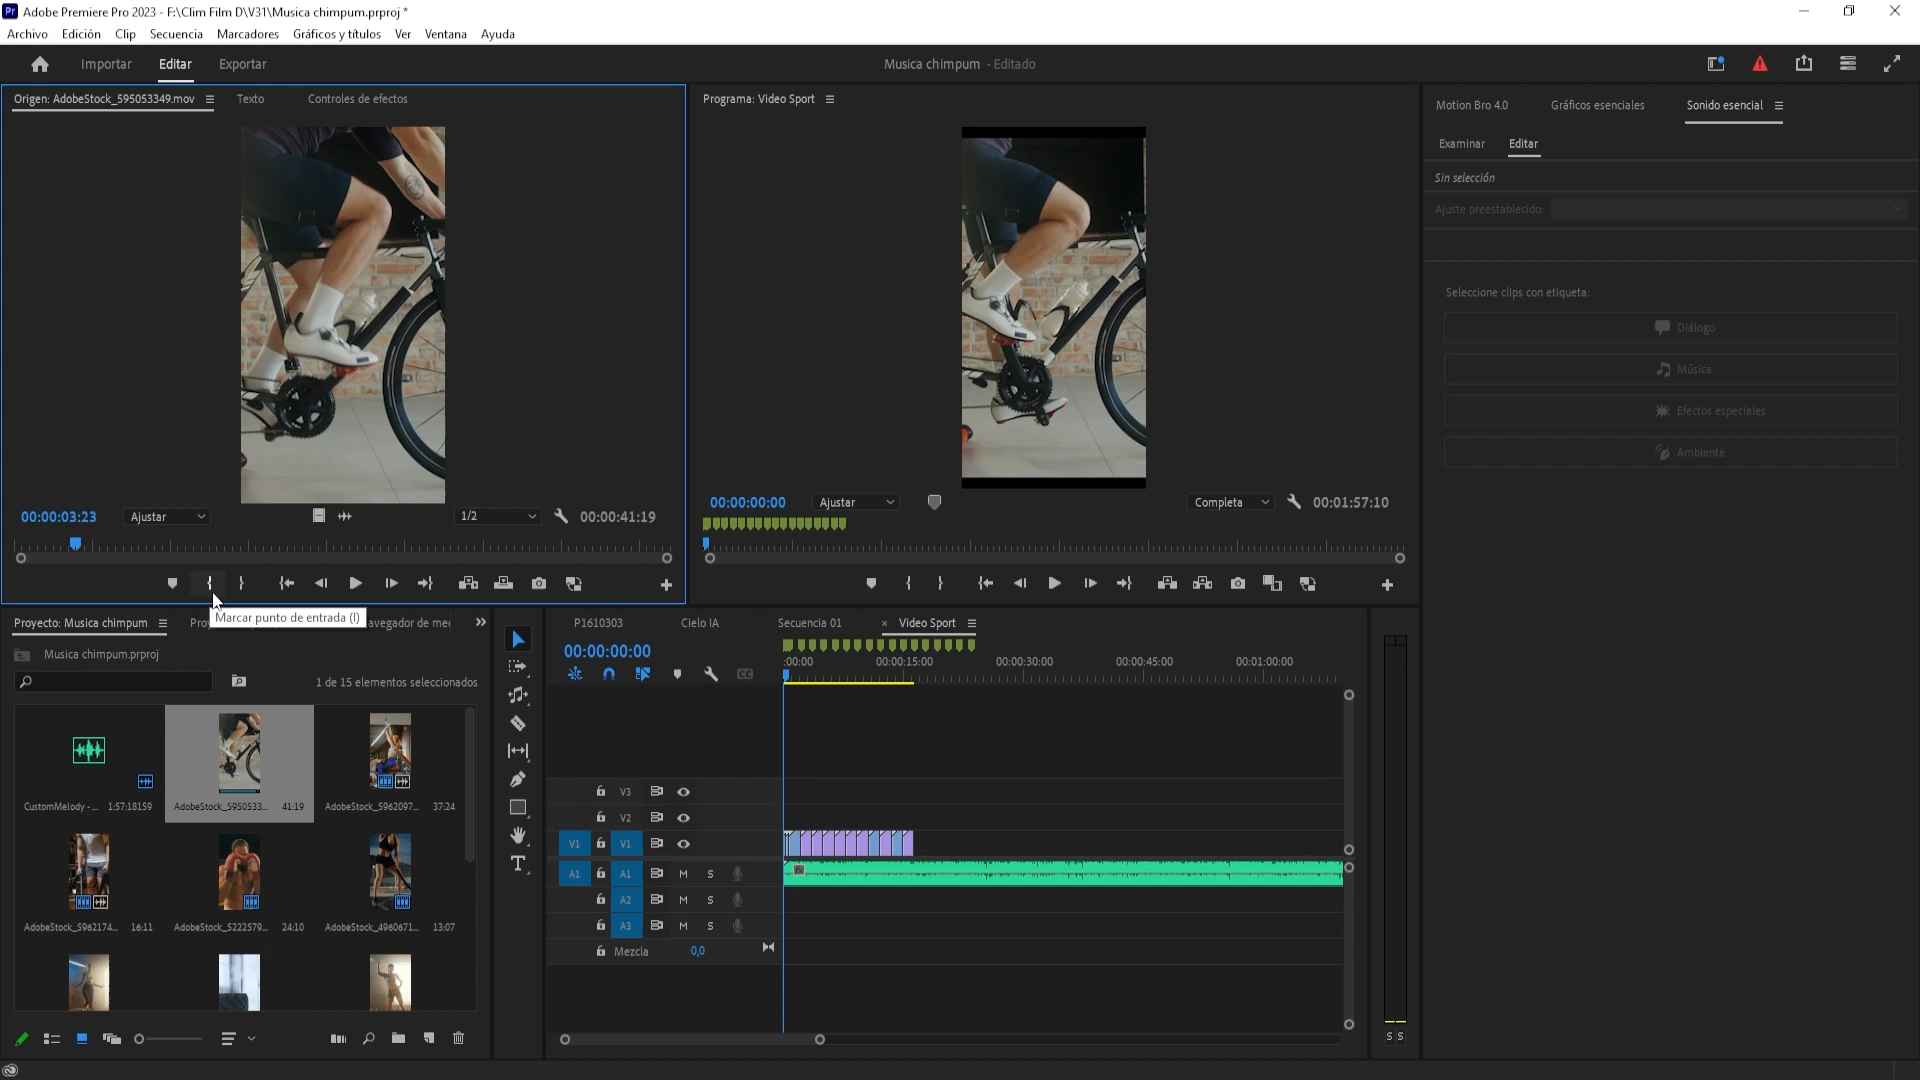 Adobe Premiere Pro 2023 - F:\Clim Film D\V31\Musica chimpum.prproj *
Archivo Edición Clip Secuencia Marcadores Gráficos y títulos Ver Ventana Ayuda
Importar Editar Exportar
Musica chimpum - Editado
Origen: AdobeStock_595053349.mov Texto Controles de efectos
Programa: Video Sport
Motion Bro 4.0 Gráficos esenciales Sonido esencial
Examinar Editar
Sin selección
Ajuste preestablecido:
Seleccione clips con etiqueta:
Diálogo
Música
Efectos especiales
Ambiente
00:00:03:23 Ajustar 1/2 00:00:41:19
00:00:00:00 Ajustar Completa 00:01:57:10
Marcar punto de entrada (I)
Proyecto: Musica chimpum Proy avegador de med
Musica chimpum.prproj
1 de 15 elementos seleccionados
CustomMelody -... 1:57:18159
AdobeStock_5950533... 41:19
AdobeStock_5962097... 37:24
AdobeStock_5962174... 16:11
AdobeStock_5222579... 24:10
AdobeStock_4960671... 13:07
P1610303 Cielo IA Secuencia 01 × Video Sport
00:00:00:00
:00:00 00:00:15:00 00:00:30:00 00:00:45:00 00:01:00:00
V3
V2
V1 V1
A1 A1 M S
A2 M S
A3 M S
Mezcla 0,0
S S